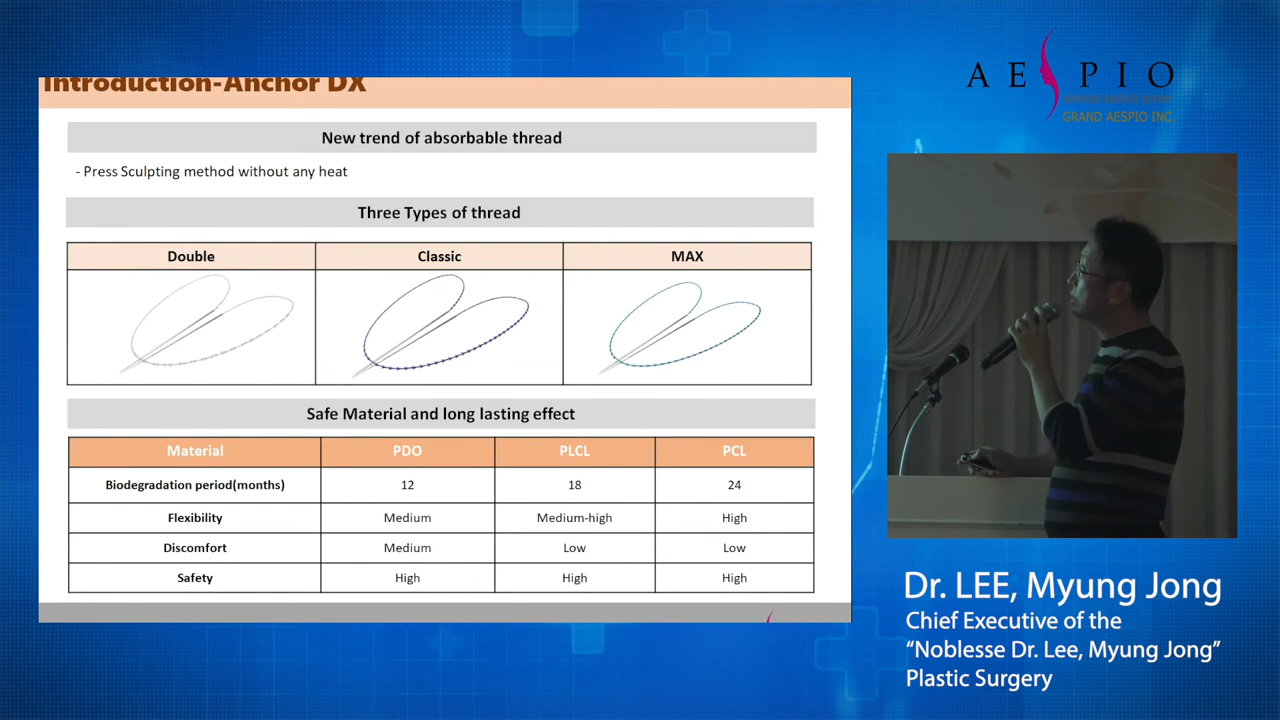 Introduction-Anchor DX
New trend of absorbable thread
- Press Sculpting method without any heat
Three Types of thread
Double Classic MAX
Safe Material and long lasting effect
Material PDO PLCL PCL
Biodegradation period(months) 12 18 24
Flexibility Medium Medium-high High
Discomfort Medium Low Low
Safety High High High
AESPIO
GRAND AESPIO INC.
Dr. LEE, Myung Jong
Chief Executive of the
“Noblesse Dr. Lee, Myung Jong”
Plastic Surgery